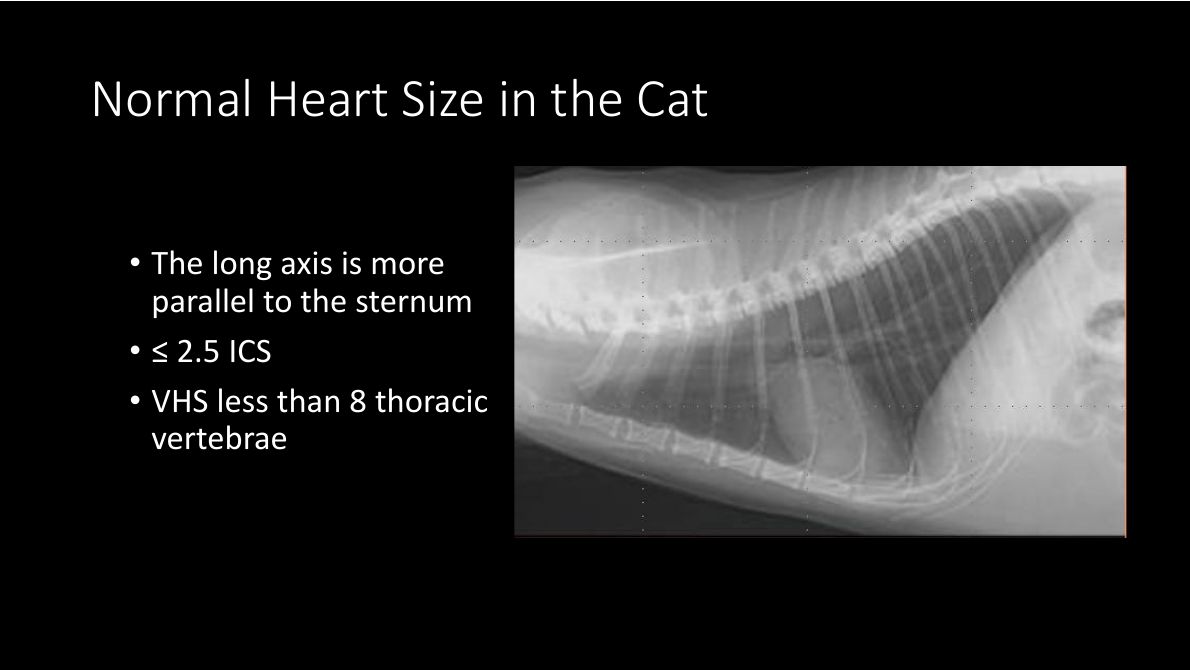 Normal Heart Size in the Cat
• The long axis is more
parallel to the sternum
• ≤ 2.5 ICS
• VHS less than 8 thoracic
vertebrae